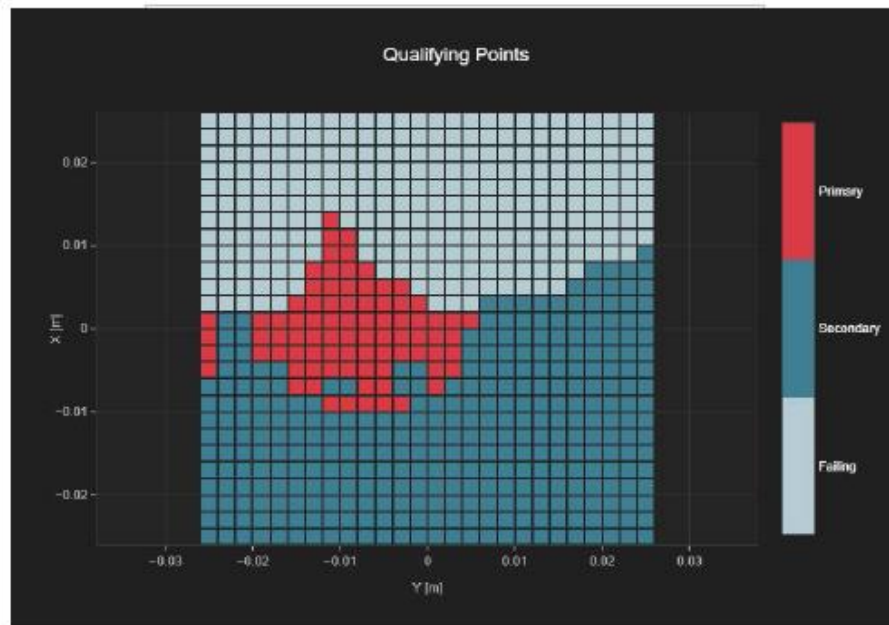 Qualifying Points
0.02
0.01
0
−0.01
−0.02
X [m]
−0.03
−0.02
−0.01
0
0.01
0.02
0.03
Y [m]
Primary
Secondary
Failing